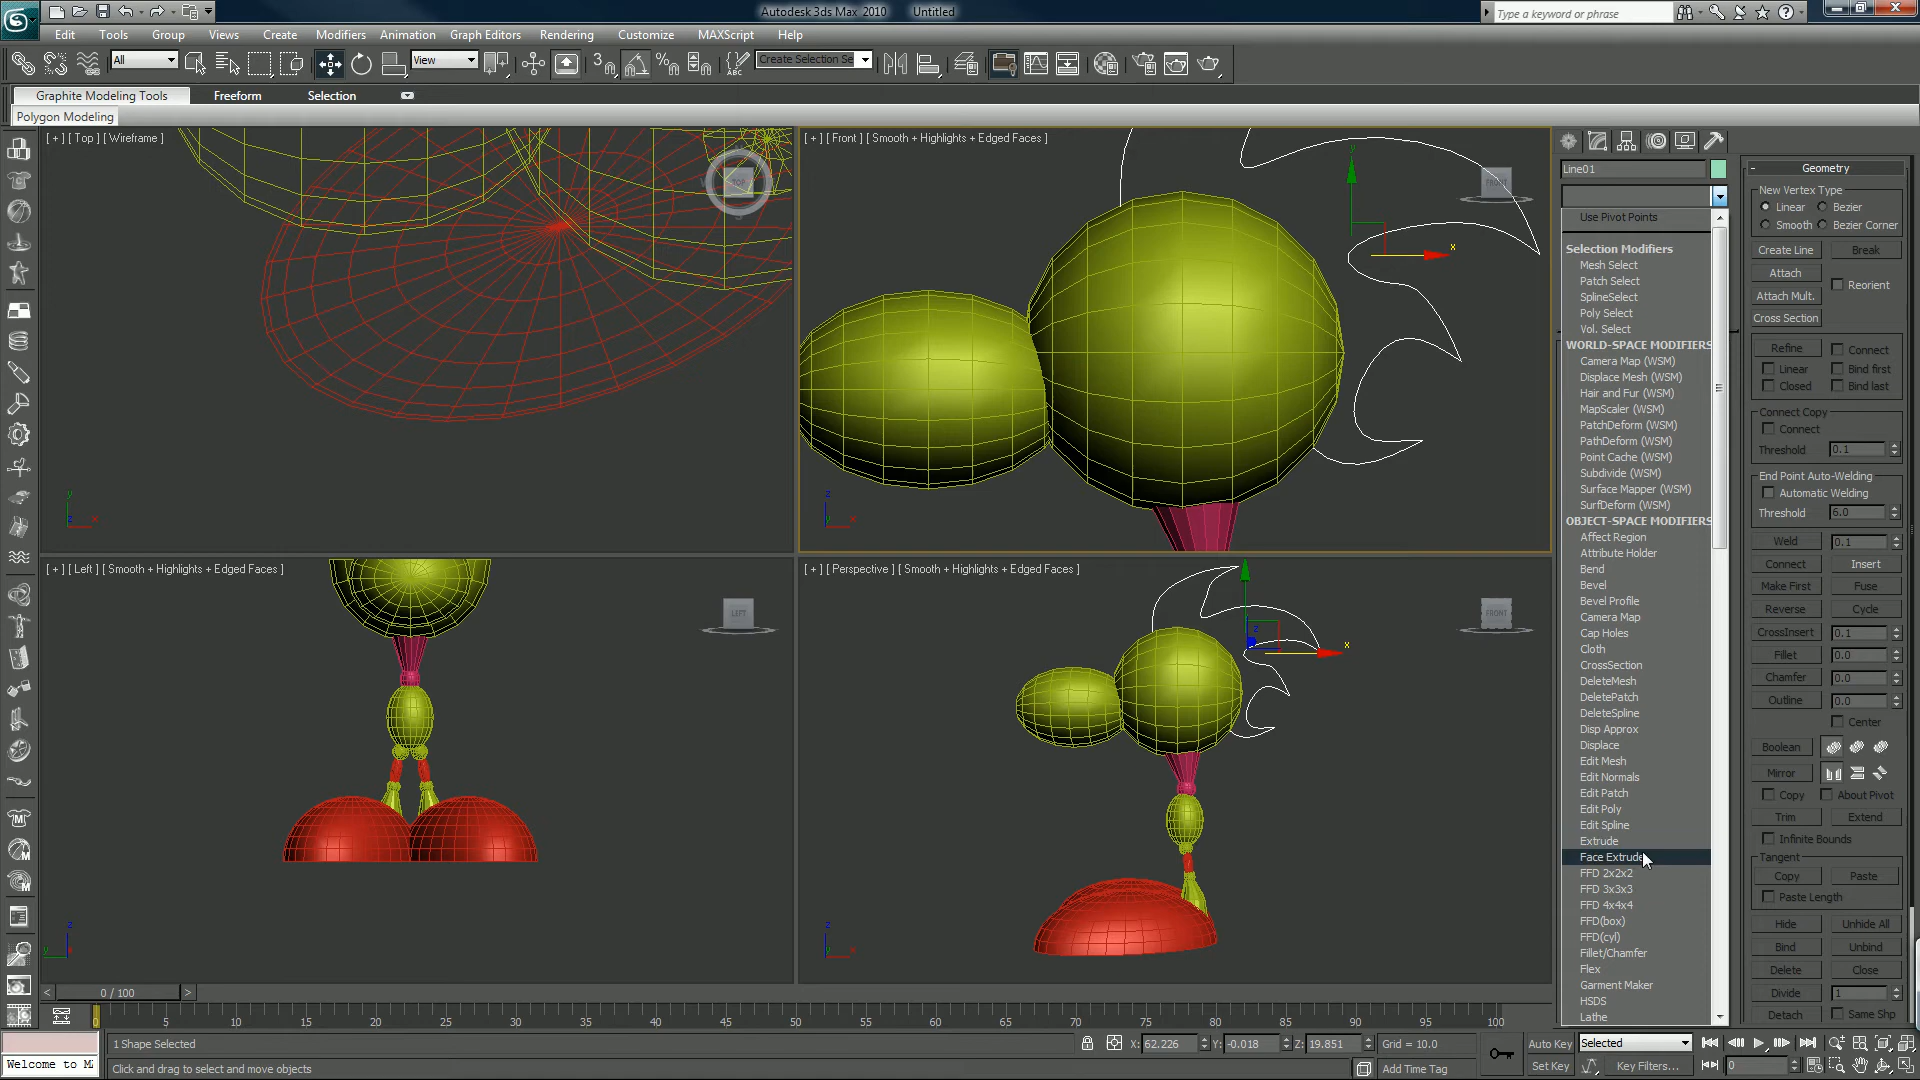 Autodesk 3ds Max 2010 Untitled
Type a keyword or phrase
Edit Tools Group Views Create Modifiers Animation Graph Editors Rendering Customize MAXScript Help
All View Create Selection Se
Graphite Modeling Tools Freeform Selection
Polygon Modeling
[ + ] [ Top ] [ Wireframe ]
TOP
[ + ] [ Front ] [ Smooth + Highlights + Edged Faces ]
FRONT
[ + ] [ Left ] [ Smooth + Highlights + Edged Faces ]
LEFT
[ + ] [ Perspective ] [ Smooth + Highlights + Edged Faces ]
FRONT
Line01
Use Pivot Points
Selection Modifiers
Mesh Select
Patch Select
SplineSelect
Poly Select
Vol. Select
WORLD-SPACE MODIFIERS
Camera Map (WSM)
Displace Mesh (WSM)
Hair and Fur (WSM)
MapScaler (WSM)
PatchDeform (WSM)
PathDeform (WSM)
Point Cache (WSM)
Subdivide (WSM)
Surface Mapper (WSM)
SurfDeform (WSM)
OBJECT-SPACE MODIFIERS
Affect Region
Attribute Holder
Bend
Bevel
Bevel Profile
Camera Map
Cap Holes
Cloth
CrossSection
DeleteMesh
DeletePatch
DeleteSpline
Disp Approx
Displace
Edit Mesh
Edit Normals
Edit Patch
Edit Poly
Edit Spline
Extrude
Face Extrude
FFD 2x2x2
FFD 3x3x3
FFD 4x4x4
FFD(box)
FFD(cyl)
Fillet/Chamfer
Flex
Garment Maker
HSDS
Lathe
- Geometry
New Vertex Type
Linear Bezier
Smooth Bezier Corner
Create Line Break
Attach
Attach Mult. Reorient
Cross Section
Refine Connect
Linear Bind first
Closed Bind last
Connect Copy
Connect
Threshold 0.1
End Point Auto-Welding
Automatic Welding
Threshold 6.0
Weld 0.1
Connect Insert
Make First Fuse
Reverse Cycle
CrossInsert 0.1
Fillet 0.0
Chamfer 0.0
Outline 0.0
Center
Boolean
Mirror
Copy About Pivot
Trim Extend
Infinite Bounds
Tangent
Copy Paste
Paste Length
Hide Unhide All
Bind Unbind
Delete Close
Divide 1
Detach Same Shp
< 0 / 100 >
0 5 10 15 20 25 30 35 40 45 50 55 60 65 70 75 80 85 90 95 100
1 Shape Selected X: 62.226 Y: -0.018 Z: 19.851 Grid = 10.0 Auto Key Selected
Welcome to M Click and drag to select and move objects Add Time Tag Set Key Key Filters... 0